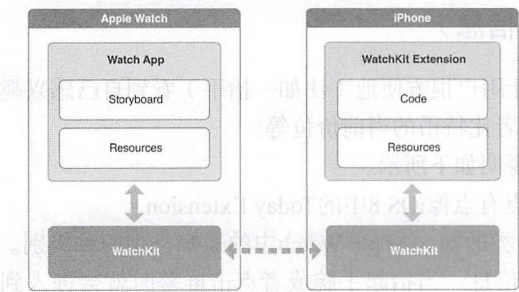 Apple Watch
Watch App
Storyboard
Resources
WatchKit
iPhone
WatchKit Extension
Code
Resources
WatchKit